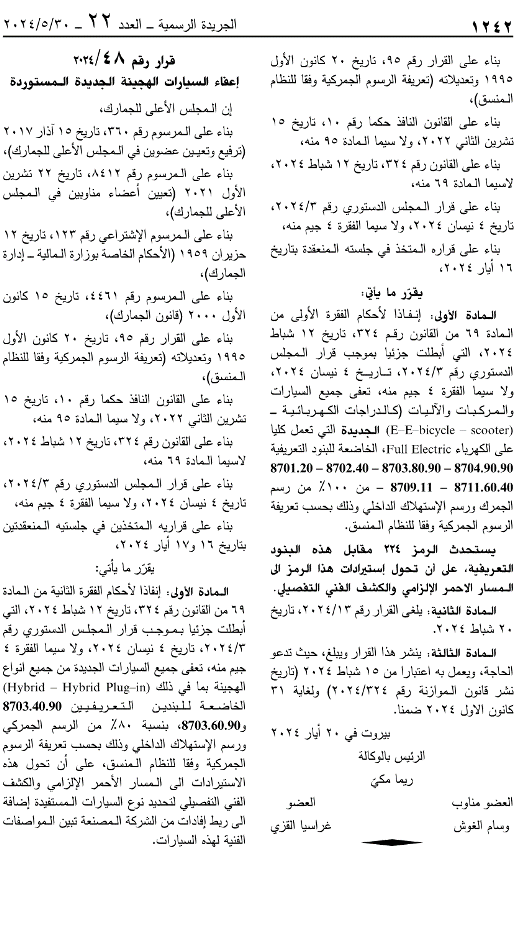 ١٢٤٢
الجريدة الرسمية ــ العدد ٢٢ ــ ٢٠٢٤/٥/٣٠
بناء على القرار رقم ٩٥، تاريخ ٢٠ كانون الأول
١٩٩٥ وتعديلاته (تعريفة الرسوم الجمركية وفقا للنظام
المنسق)،
بناء على القانون النافذ حكما رقم ١٠، تاريخ ١٥
تشرين الثاني ٢٠٢٢، ولا سيما المادة ٩٥ منه،
بناء على القانون رقم ٣٢٤، تاريخ ١٢ شباط ٢٠٢٤،
لاسيما المادة ٦٩ منه،
بناء على قرار المجلس الدستوري رقم ٢٠٢٤/٣،
تاريخ ٤ نيسان ٢٠٢٤، ولا سيما الفقرة ٤ جيم منه،
بناء على قراره المتخذ في جلسته المنعقدة بتاريخ
١٦ أيار ٢٠٢٤،
يقرّر ما يأتي:
المادة الأولى: إنفاذا لأحكام الفقرة الأولى من
المادة ٦٩ من القانون رقم ٣٢٤، تاريخ ١٢ شباط
٢٠٢٤، التي أبطلت جزئيا بموجب قرار المجلس
الدستوري رقم ٢٠٢٤/٣، تاريخ ٤ نيسان ٢٠٢٤،
ولا سيما الفقرة ٤ جيم منه، تعفى جميع السيارات
والمركبات والآليات (كالدراجات الكهربائية ــ
(E–E–bicycle – scooter) الجديدة التي تعمل كليا
على الكهرباء Full Electric، الخاضعة للبنود التعريفية
8701.20 – 8702.40 – 8703.80.90 – 8704.90.90
8709.11 – 8711.60.40 – من ١٠٠٪ من رسم
الجمرك ورسم الإستهلاك الداخلي وذلك بحسب تعريفة
الرسوم الجمركية وفقا للنظام المنسق.
يستحدث الرمز ٢٣٤ مقابل هذه البنود
التعريفية، على أن تحول إستيرادات هذا الرمز الى
المسار الاحمر الإلزامي والكشف الفني التفصيلي.
المادة الثانية: يلغى القرار رقم ٢٠٢٤/١٣، تاريخ
٢٠ شباط ٢٠٢٤.
المادة الثالثة: ينشر هذا القرار ويبلغ، حيث تدعو
الحاجة، ويعمل به اعتبارا من ١٥ شباط ٢٠٢٤ (تاريخ
نشر قانون الموازنة رقم ٢٠٢٤/٣٢٤) ولغاية ٣١
كانون الاول ٢٠٢٤ ضمنا.
بيروت في ٢٠ أيار ٢٠٢٤
الرئيس بالوكالة
ريما مكيّ
العضو مناوب العضو
وسام الغوش غراسيا القزي
قرار رقم ٢٠٢٤/٤٨
إعفاء السيارات الهجينة الجديدة المستوردة
إن المجلس الأعلى للجمارك،
بناء على المرسوم رقم ٣٦٠، تاريخ ١٥ آذار ٢٠١٧
(ترفيع وتعيين عضوين في المجلس الأعلى للجمارك)،
بناء على المرسوم رقم ٨٤١٢، تاريخ ٢٢ تشرين
الأول ٢٠٢١ (تعيين أعضاء مناوبين في المجلس
الأعلى للجمارك)،
بناء على المرسوم الإشتراعي رقم ١٢٣، تاريخ ١٢
حزيران ١٩٥٩ (الأحكام الخاصة بوزارة المالية ــ إدارة
الجمارك)،
بناء على المرسوم رقم ٤٤٦١، تاريخ ١٥ كانون
الأول ٢٠٠٠ (قانون الجمارك)،
بناء على القرار رقم ٩٥، تاريخ ٢٠ كانون الأول
١٩٩٥ وتعديلاته (تعريفة الرسوم الجمركية وفقا للنظام
المنسق)،
بناء على القانون النافذ حكما رقم ١٠، تاريخ ١٥
تشرين الثاني ٢٠٢٢، ولا سيما المادة ٩٥ منه،
بناء على القانون رقم ٣٢٤، تاريخ ١٢ شباط ٢٠٢٤،
لاسيما المادة ٦٩ منه،
بناء على قرار المجلس الدستوري رقم ٢٠٢٤/٣،
تاريخ ٤ نيسان ٢٠٢٤، ولا سيما الفقرة ٤ جيم منه،
بناء على قراريه المتخذين في جلستيه المنعقدتين
بتاريخ ١٦ و١٧ أيار ٢٠٢٤،
يقرّر ما يأتي:
المادة الأولى: إنفاذا لأحكام الفقرة الثانية من المادة
٦٩ من القانون رقم ٣٢٤، تاريخ ١٢ شباط ٢٠٢٤، التي
أبطلت جزئيا بموجب قرار المجلس الدستوري رقم
٢٠٢٤/٣، تاريخ ٤ نيسان ٢٠٢٤، ولا سيما الفقرة ٤
جيم منه، تعفى جميع السيارات الجديدة من جميع انواع
الهجينة بما في ذلك (Hybrid – Hybrid Plug–in)
الخاضعة للبندين التعريفيين 8703.40.90
و8703.60.90، بنسبة ٨٠٪ من الرسم الجمركي
ورسم الإستهلاك الداخلي وذلك بحسب تعريفة الرسوم
الجمركية وفقا للنظام المنسق، على أن تحول هذه
الاستيرادات الى المسار الأحمر الإلزامي والكشف
الفني التفصيلي لتحديد نوع السيارات المستفيدة إضافة
الى ربط إفادات من الشركة المصنعة تبين المواصفات
الفنية لهذه السيارات.